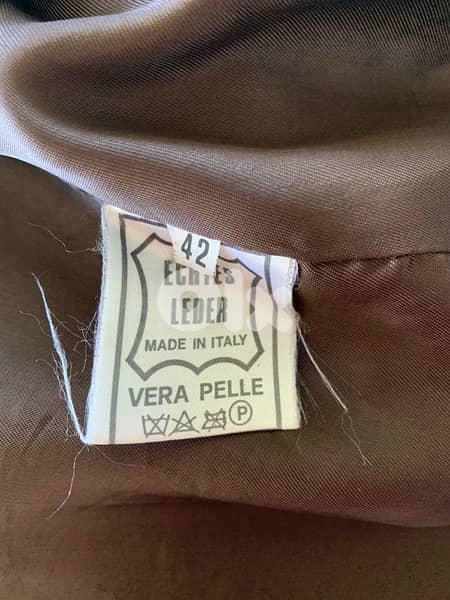 42
ECHTES
LEDER
MADE IN ITALY
VERA PELLE
P